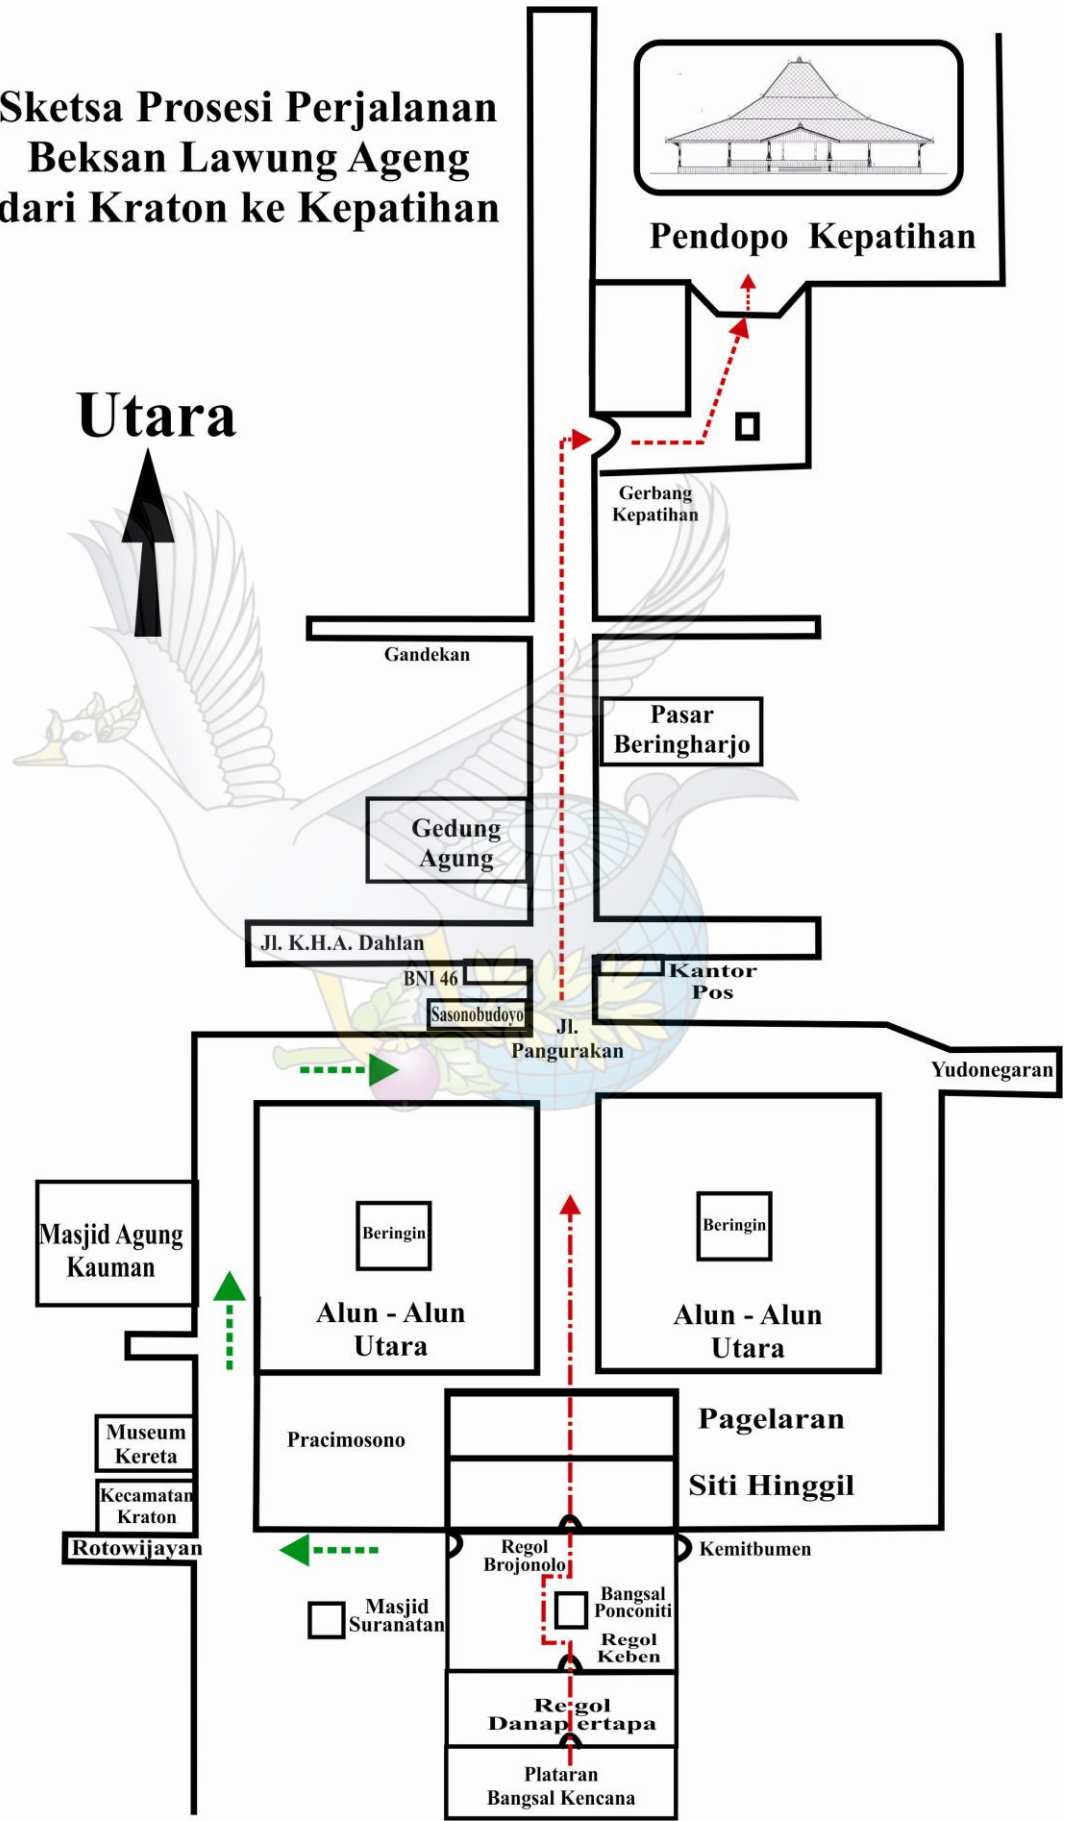 Sketsa Prosesi Perjalanan
Beksan Lawung Ageng
dari Kraton ke Kepatihan
Pendopo Kepatihan
Utara
Gerbang
Kepatihan
Gandekan
Pasar
Beringharjo
Gedung
Agung
Jl. K.H.A. Dahlan
BNI 46
Kantor
Pos
Sasonobudoyo
Jl.
Pangurakan
Yudonegaran
Masjid Agung
Kauman
Beringin
Beringin
Alun - Alun
Utara
Alun - Alun
Utara
Museum
Kereta
Pracimosono
Pagelaran
Siti Hinggil
Kecamatan
Kraton
Rotowijayan
Regol
Brojonolo
Kemitbumen
Masjid
Suranatan
Bangsal
Ponconiti
Regol
Keben
Regol
Danap ertapa
Plataran
Bangsal Kencana